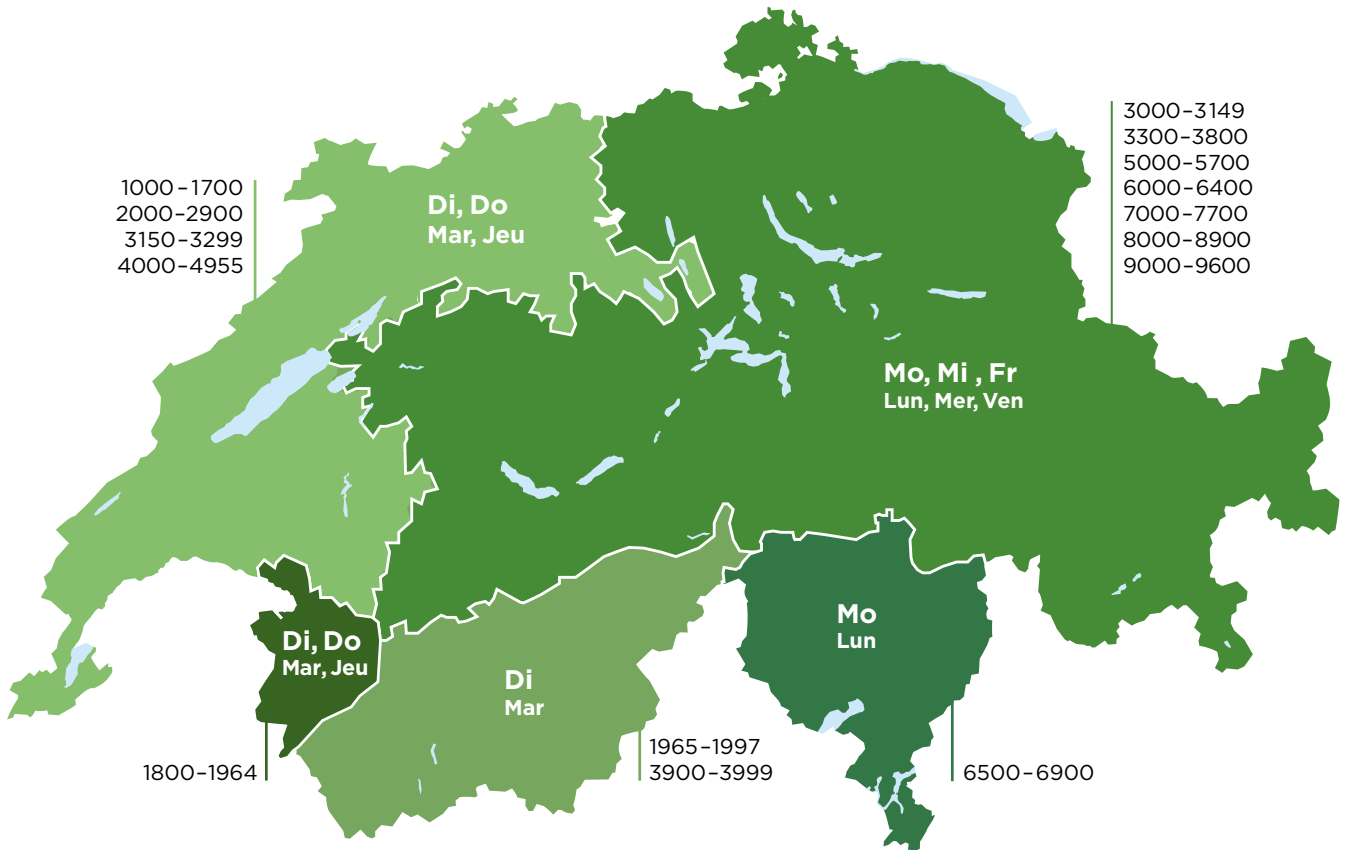 3000–3149
3300–3800
5000–5700
6000–6400
7000–7700
8000–8900
9000–9600
1000–1700
2000–2900
3150–3299
4000–4955
Di, Do
Mar, Jeu
Mo, Mi , Fr
Lun, Mer, Ven
Mo
Lun
Di, Do
Mar, Jeu
Di
Mar
1965–1997
3900–3999
1800–1964
6500–6900